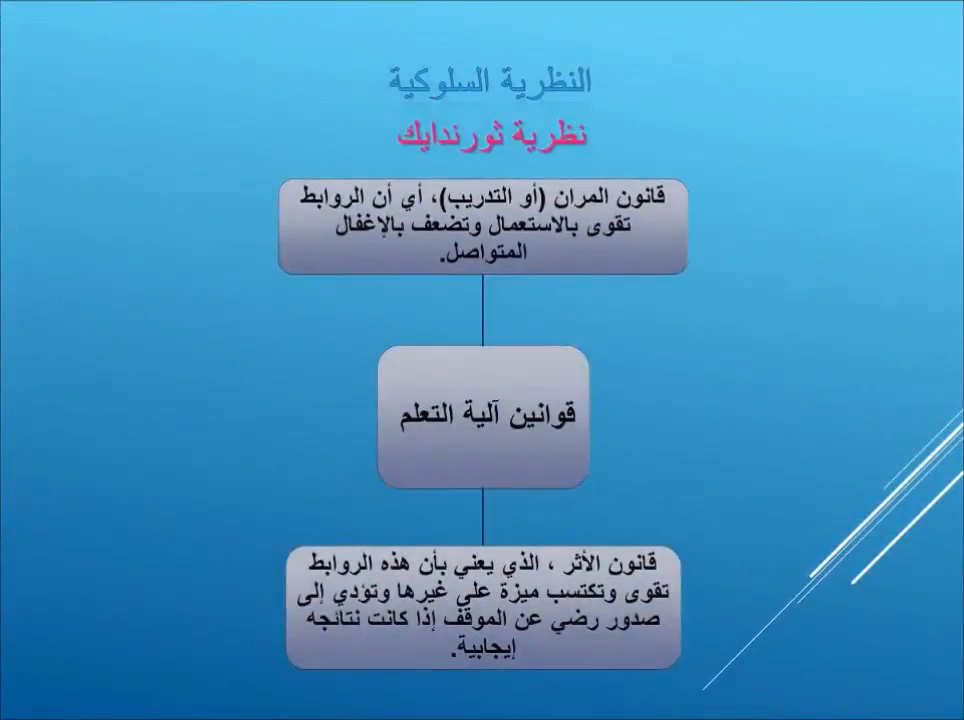 النظرية السلوكية
نظرية ثورندايك
قانون المران (أو التدريب)، أي أن الروابط
تقوى بالاستعمال وتضعف بالإغفال
المتواصل.
قوانين آلية التعلم
قانون الأثر ، الذي يعني بأن هذه الروابط
تقوى وتكتسب ميزة على غيرها وتؤدي إلى
صدور رضي عن الموقف إذا كانت نتائجه
إيجابية.